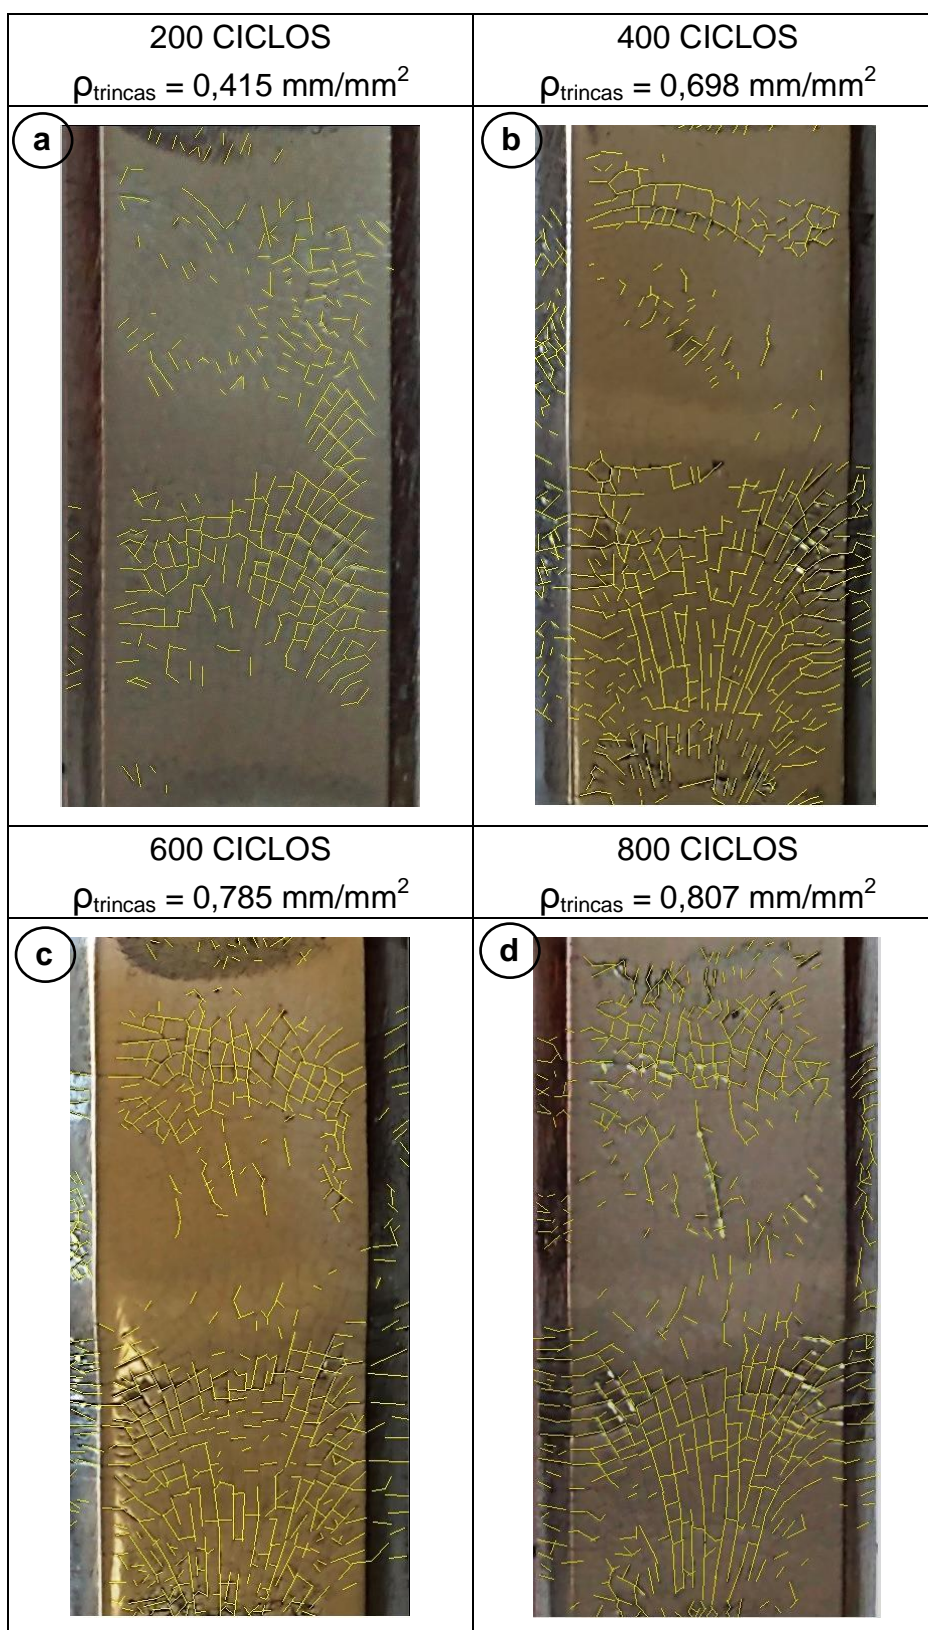 200 CICLOS
ρtrincas = 0,415 mm/mm²
400 CICLOS
ρtrincas = 0,698 mm/mm²
a
b
600 CICLOS
ρtrincas = 0,785 mm/mm²
800 CICLOS
ρtrincas = 0,807 mm/mm²
c
d